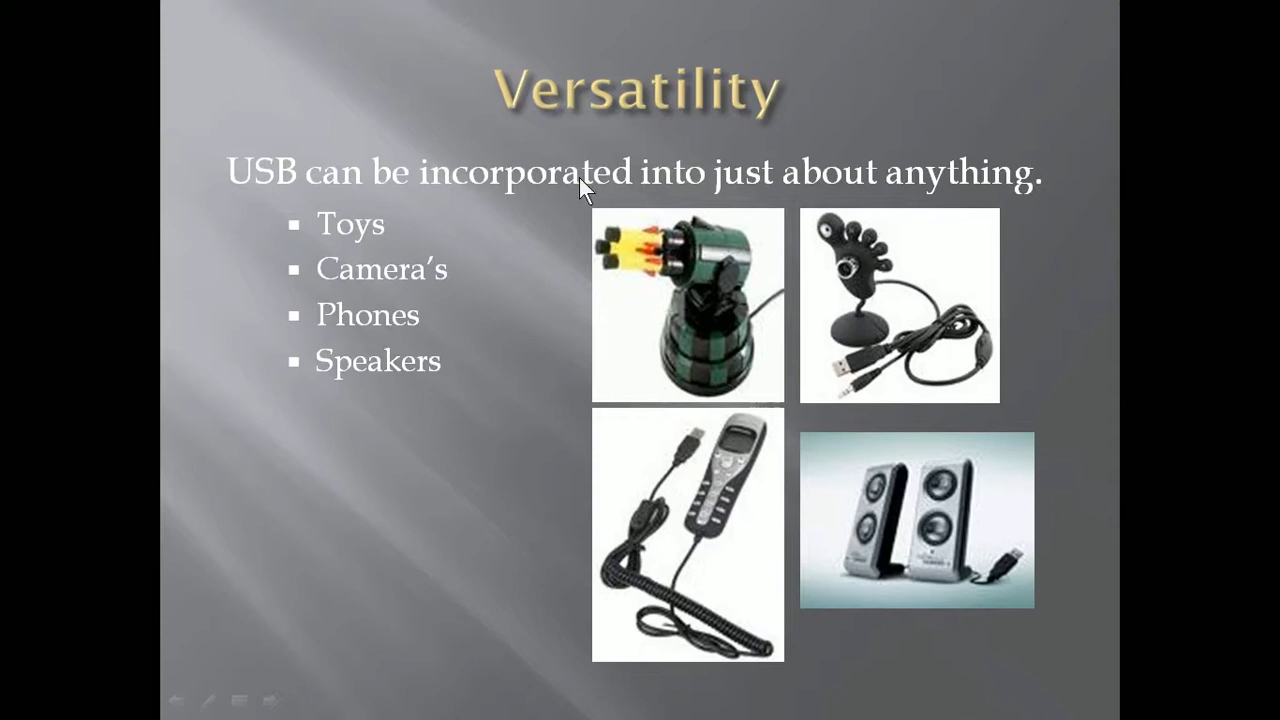 Versatility
USB can be incorporated into just about anything.
Toys
Camera's
Phones
Speakers